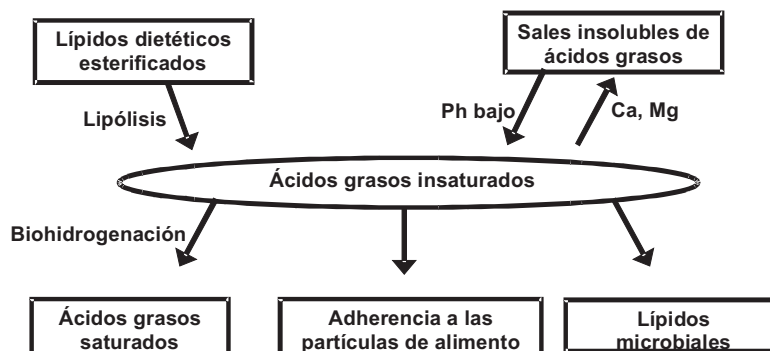 Lípidos dietéticos
esterificados
Sales insolubles de
ácidos grasos
Lipólisis
Ph bajo
Ca, Mg
Ácidos grasos insaturados
Biohidrogenación
Ácidos grasos
saturados
Adherencia a las
partículas de alimento
Lípidos
microbiales